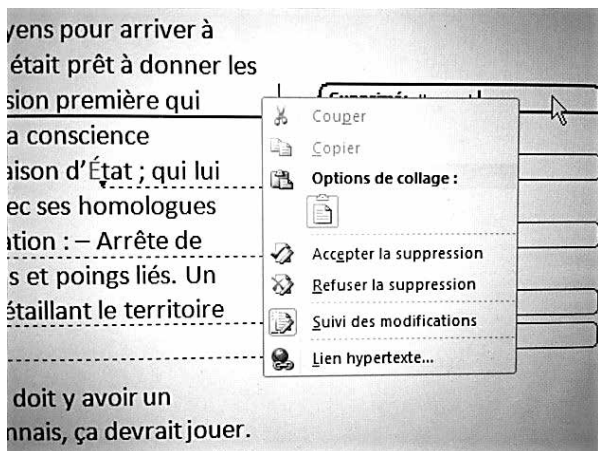 yens pour arriver à
était prêt à donner les
sion première qui
a conscience
aison d'État ; qui lui
ec ses homologues
ation : – Arrête de
s et poings liés. Un
étaillant le territoire
doit y avoir un
nnais, ça devrait jouer.
Supprimé:
Couper
Copier
Options de collage :
Accepter la suppression
Refuser la suppression
Suivi des modifications
Lien hypertexte...